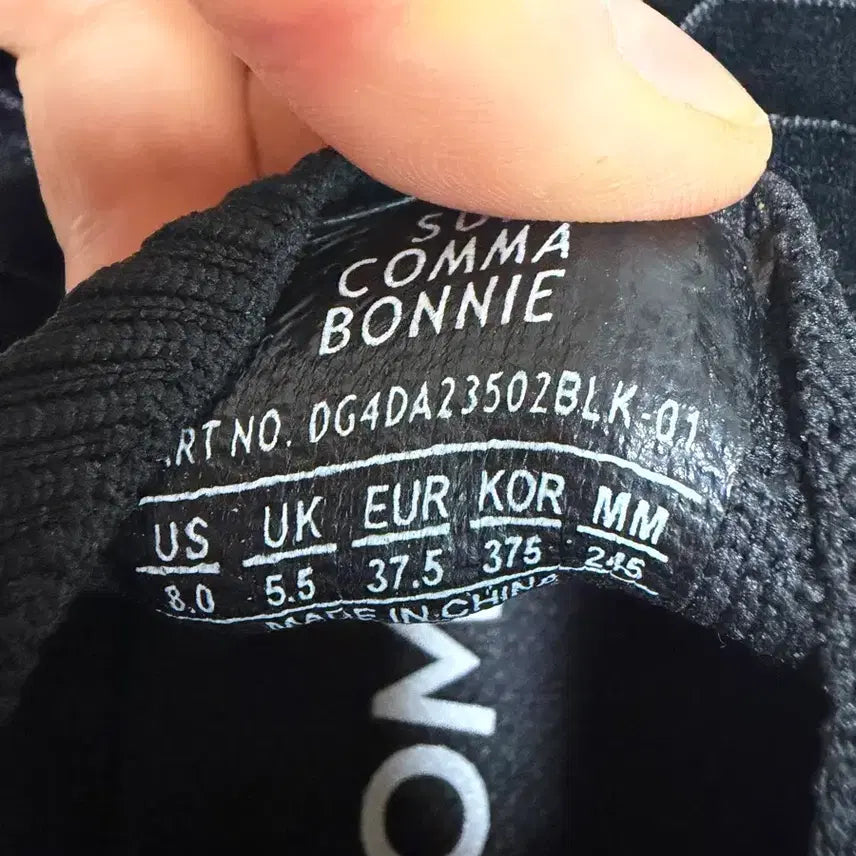 COMMA
BONNIE
ART NO. DG4DA23502BLK-01
US UK EUR KOR MM
8.0 5.5 37.5 375 245
MADE IN CHINA